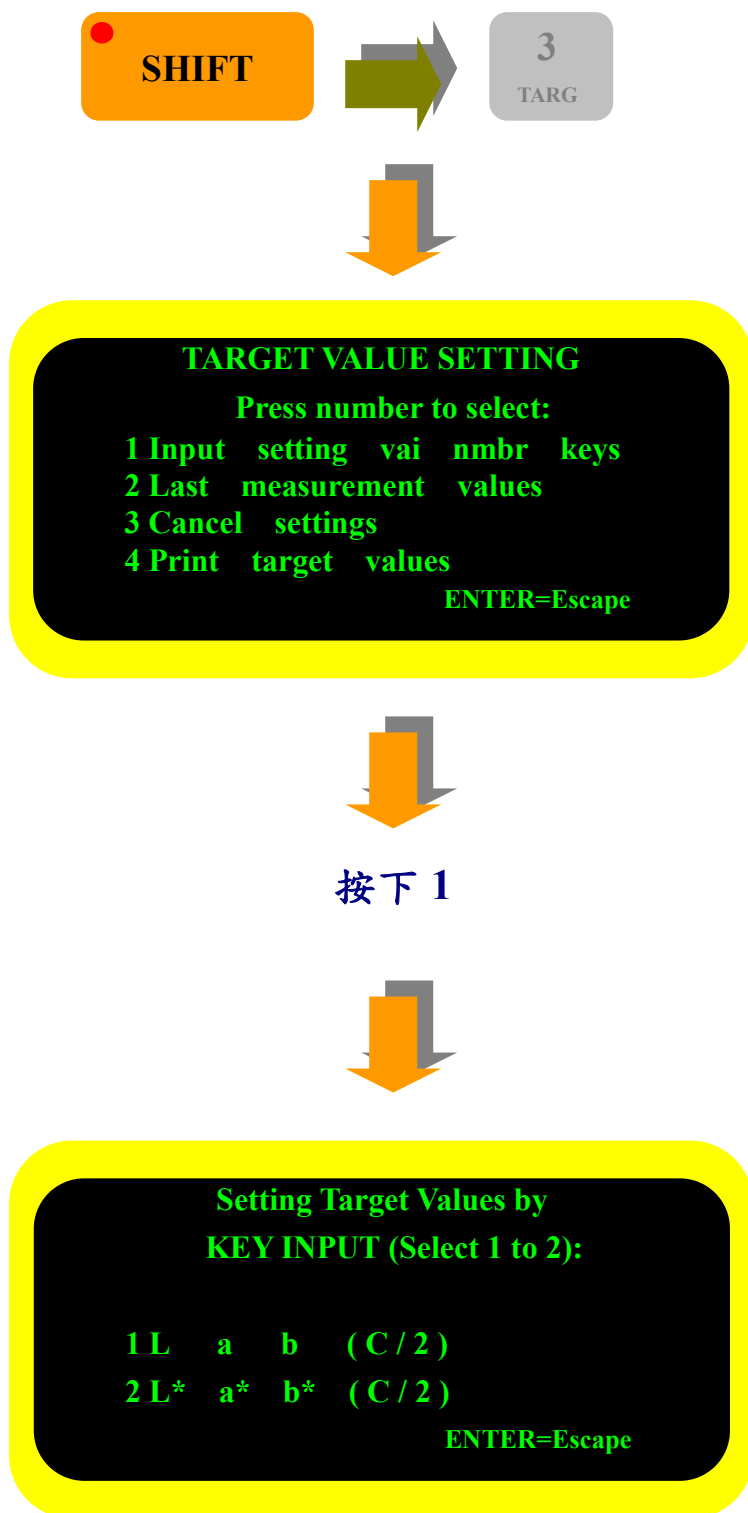 SHIFT
3
TARG
TARGET VALUE SETTING
Press number to select:
1 Input setting vai nmbr keys
2 Last measurement values
3 Cancel settings
4 Print target values
ENTER=Escape
按下 1
Setting Target Values by
KEY INPUT (Select 1 to 2):
1 L a b ( C / 2 )
2 L* a* b* ( C / 2 )
ENTER=Escape